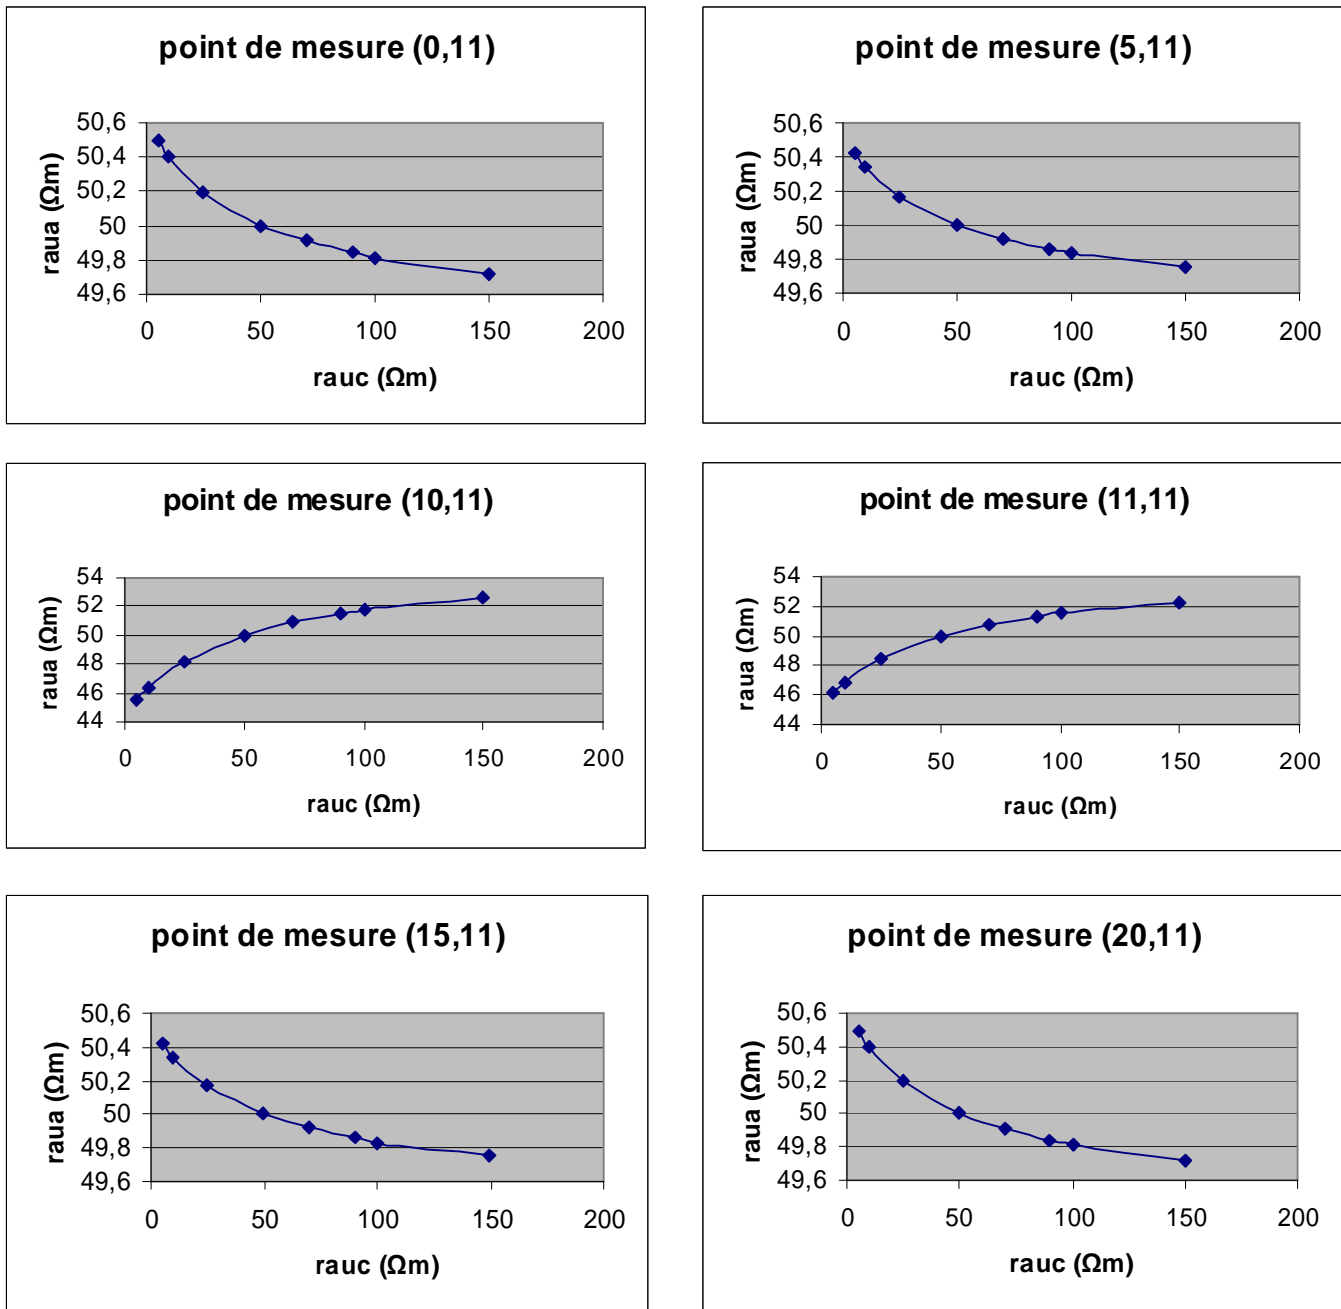 point de mesure (0,11)
50,6
50,4
50,2
50
49,8
49,6
raua (Ωm)
0 50 100 150 200
rauc (Ωm)
point de mesure (5,11)
50,6
50,4
50,2
50
49,8
49,6
raua (Ωm)
0 50 100 150 200
rauc (Ωm)
point de mesure (10,11)
54
52
50
48
46
44
raua (Ωm)
0 50 100 150 200
rauc (Ωm)
point de mesure (11,11)
54
52
50
48
46
44
raua (Ωm)
0 50 100 150 200
rauc (Ωm)
point de mesure (15,11)
50,6
50,4
50,2
50
49,8
49,6
raua (Ωm)
0 50 100 150 200
rauc (Ωm)
point de mesure (20,11)
50,6
50,4
50,2
50
49,8
49,6
raua (Ωm)
0 50 100 150 200
rauc (Ωm)